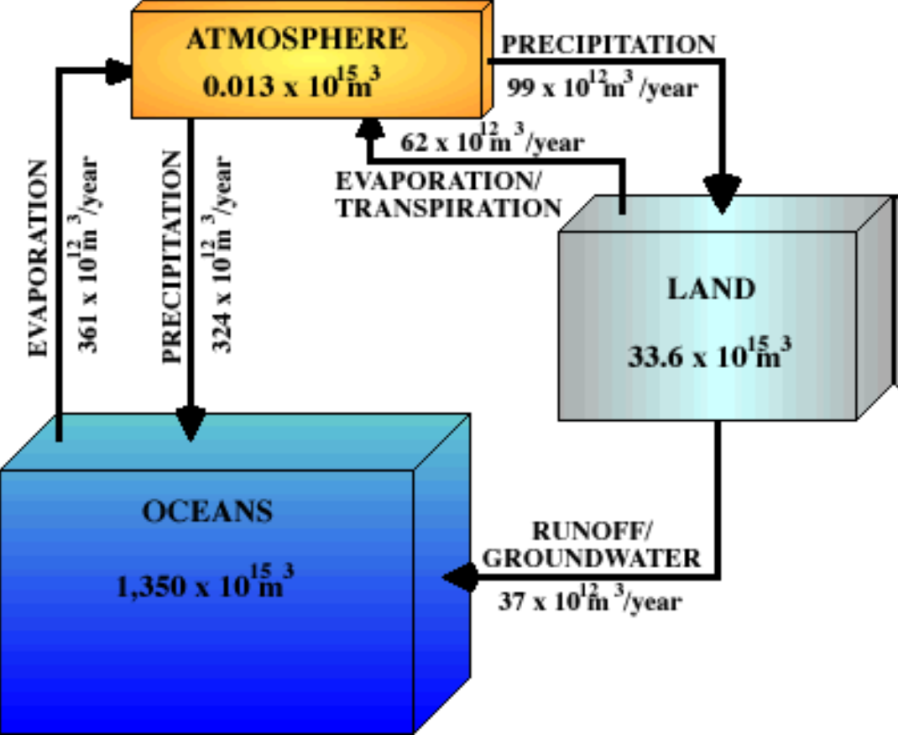 ATMOSPHERE
0.013 x 10¹⁵m³
PRECIPITATION
99 x 10¹²m³/year
62 x 10¹²m³/year
EVAPORATION/
TRANSPIRATION
EVAPORATION
361 x 10¹²m³/year
PRECIPITATION
324 x 10¹²m³/year
LAND
33.6 x 10¹⁵m³
OCEANS
1,350 x 10¹⁵m³
RUNOFF/
GROUNDWATER
37 x 10¹²m³/year